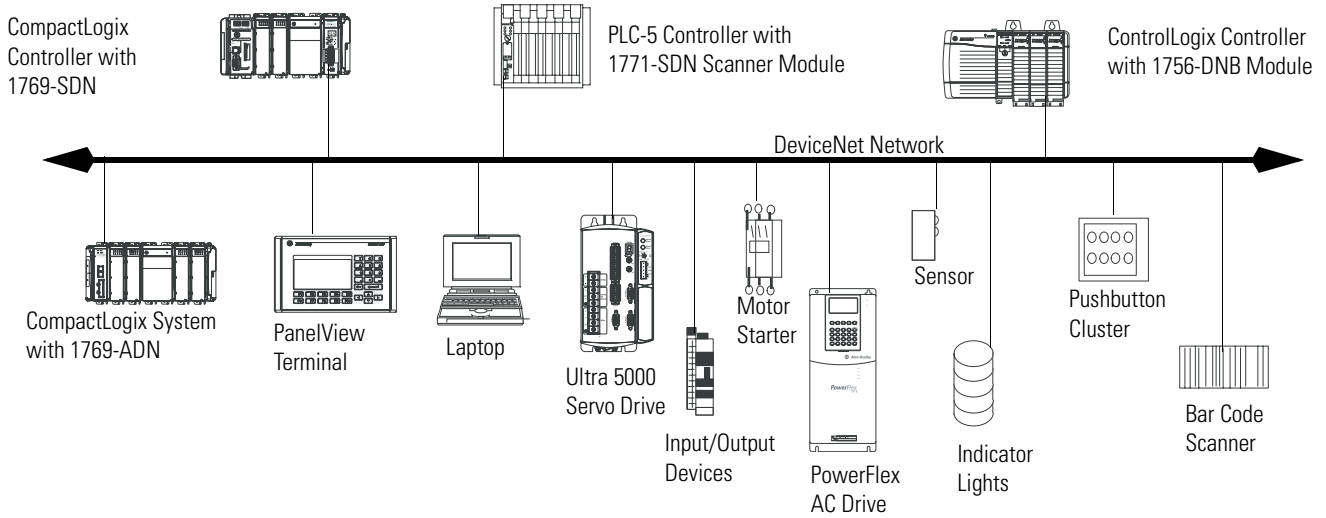 CompactLogix
Controller with
1769-SDN
PLC-5 Controller with
1771-SDN Scanner Module
ControlLogix Controller
with 1756-DNB Module
DeviceNet Network
CompactLogix System
with 1769-ADN
PanelView
Terminal
Laptop
Ultra 5000
Servo Drive
Input/Output
Devices
Motor
Starter
PowerFlex
PowerFlex
AC Drive
Sensor
Indicator
Lights
Pushbutton
Cluster
Bar Code
Scanner